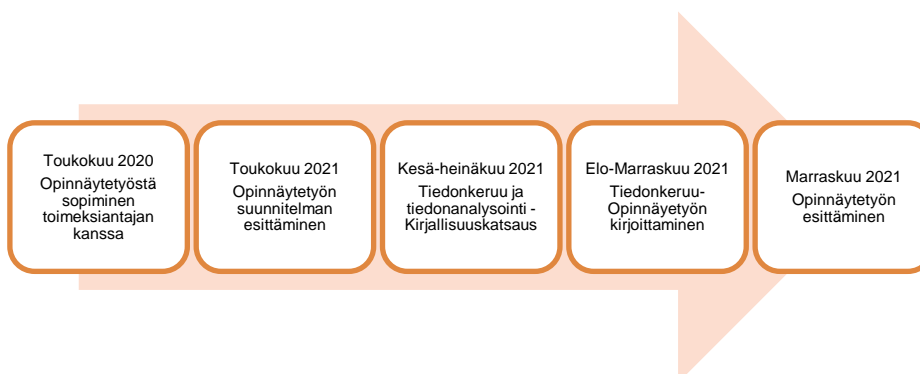 Toukokuu 2020
Opinnäytetyöstä
sopiminen
toimeksiantajan
kanssa
Toukokuu 2021
Opinnäytetyön
suunnitelman
esittäminen
Kesä-heinäkuu 2021
Tiedonkeruu ja
tiedonanalysointi -
Kirjallisuuskatsaus
Elo-Marraskuu 2021
Tiedonkeruu-
Opinnäyetyön
kirjoittaminen
Marraskuu 2021
Opinnäytetyön
esittäminen